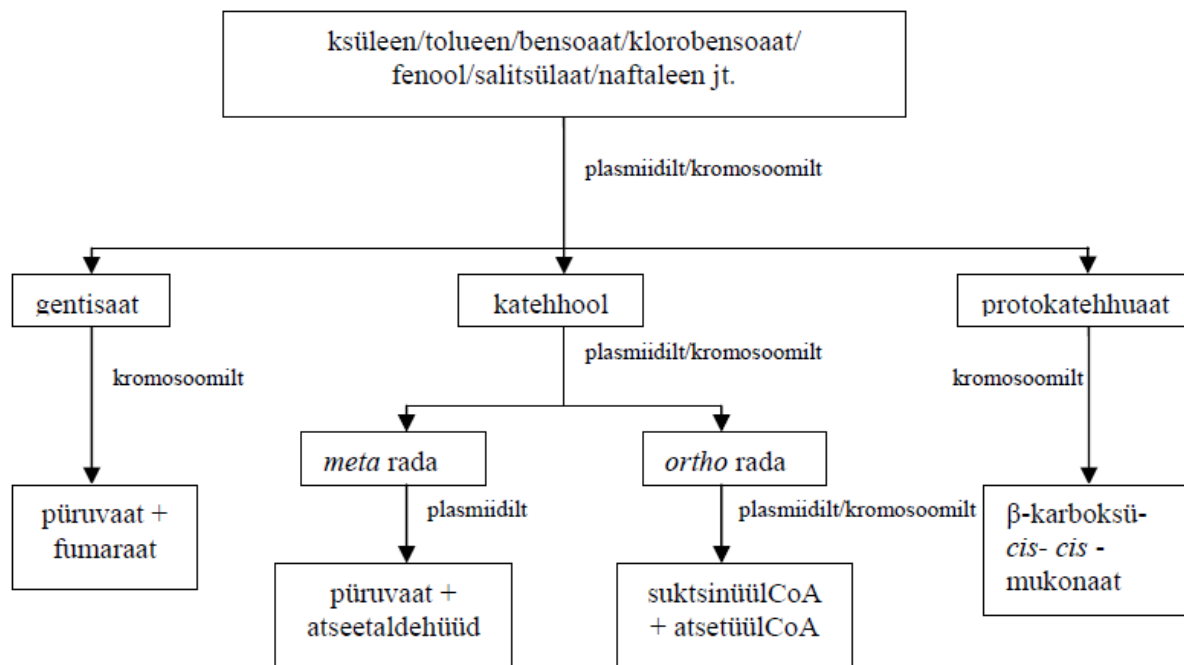 ksüleen/tolueen/bensoaat/klorobensoaat/
fenool/salitsülaat/naftaleen jt.
plasmiidilt/kromosoomilt
gentisaat
katehhool
protokatehhuaat
kromosoomilt
plasmiidilt/kromosoomilt
kromosoomilt
meta rada
ortho rada
püruvaat +
fumaraat
plasmiidilt
plasmiidilt/kromosoomilt
β-karboksü-
cis- cis -
mukonaat
püruvaat +
atseetaldehüüd
suktsinüülCoA
+ atsetüülCoA